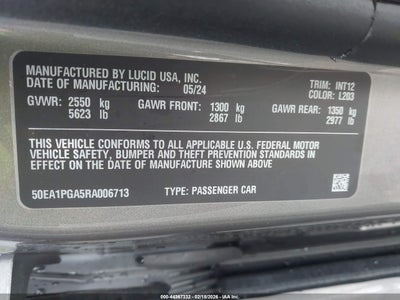 MANUFACTURED BY LUCID USA, INC.
DATE OF MANUFACTURING: 05/24
TRIM: INT12
COLOR: L203
GVWR: 2550 kg
5623 lb
GAWR FRONT: 1300 kg
2867 lb
GAWR REAR: 1350 kg
2977 lb
THIS VEHICLE CONFORMS TO ALL APPLICABLE U.S. FEDERAL MOTOR
VEHICLE SAFETY, BUMPER AND THEFT PREVENTION STANDARDS
IN EFFECT ON THE DATE OF MANUFACTURE SHOWN ABOVE
50EA1PGA5RA006713 TYPE: PASSENGER CAR
000-44367332 - 02/18/2026 - © IAA Holdings, LLC